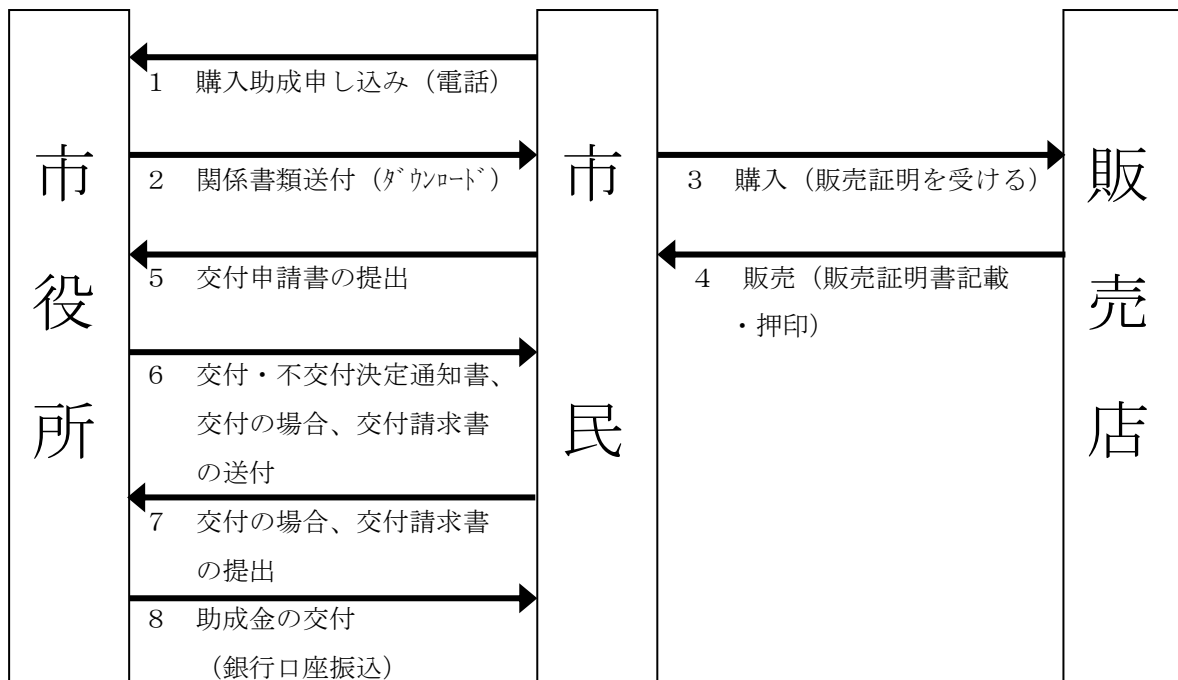 市役所
市民
販売店
1　購入助成申し込み（電話）
2　関係書類送付（ﾀﾞｳﾝﾛｰﾄﾞ）
3　購入（販売証明を受ける）
4　販売（販売証明書記載
・押印）
5　交付申請書の提出
6　交付・不交付決定通知書、
交付の場合、交付請求書
の送付
7　交付の場合、交付請求書
の提出
8　助成金の交付
（銀行口座振込）